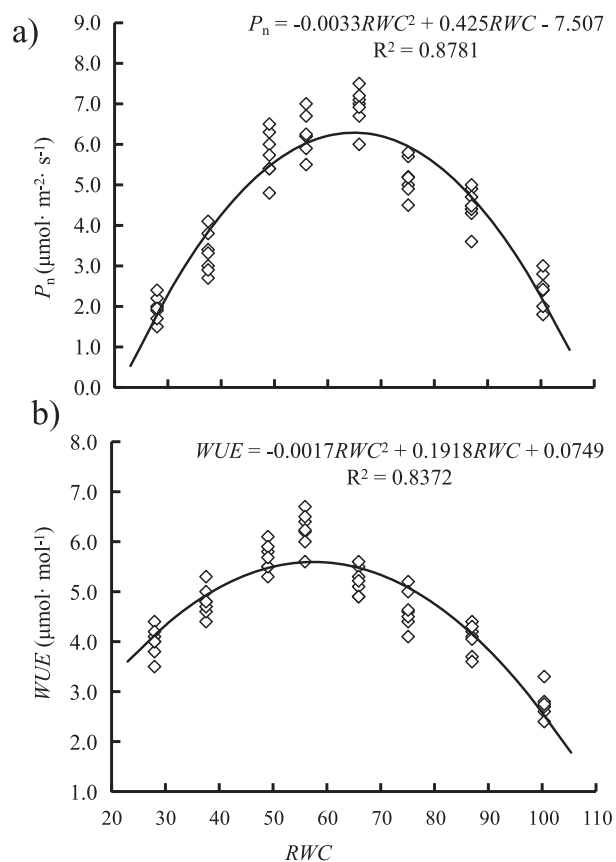 a)
Pn = -0.0033RWC² + 0.425RWC - 7.507
R² = 0.8781
9.0
8.0
7.0
6.0
5.0
4.0
3.0
2.0
1.0
0.0
Pn (μmol· m⁻²· s⁻¹)
b)
WUE = -0.0017RWC² + 0.1918RWC + 0.0749
R² = 0.8372
8.0
7.0
6.0
5.0
4.0
3.0
2.0
1.0
WUE (μmol· mol⁻¹)
20 30 40 50 60 70 80 90 100 110
RWC